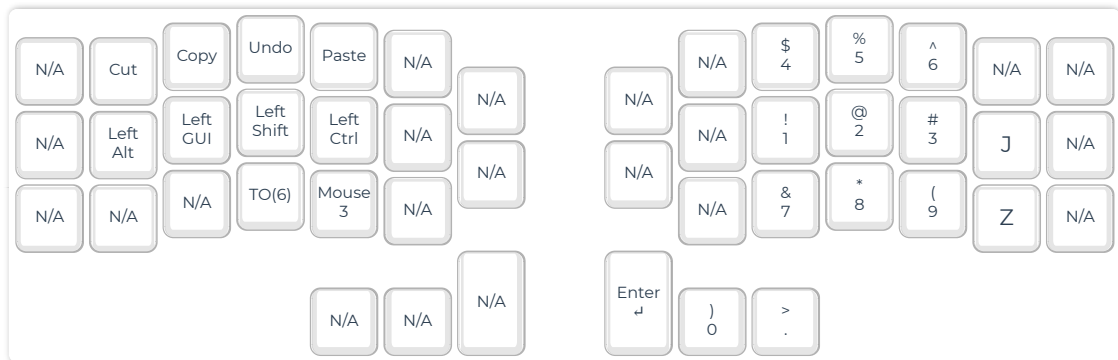 N/A
Cut
Copy
Undo
Paste
N/A
N/A
N/A
N/A
$
4
%
5
^
6
N/A
N/A
N/A
Left
Alt
Left
GUI
Left
Shift
Left
Ctrl
N/A
N/A
N/A
N/A
!
1
@
2
#
3
J
N/A
N/A
N/A
N/A
TO(6)
Mouse
3
N/A
N/A
&
7
*
8
(
9
Z
N/A
N/A
N/A
N/A
Enter
↵
)
0
>
.